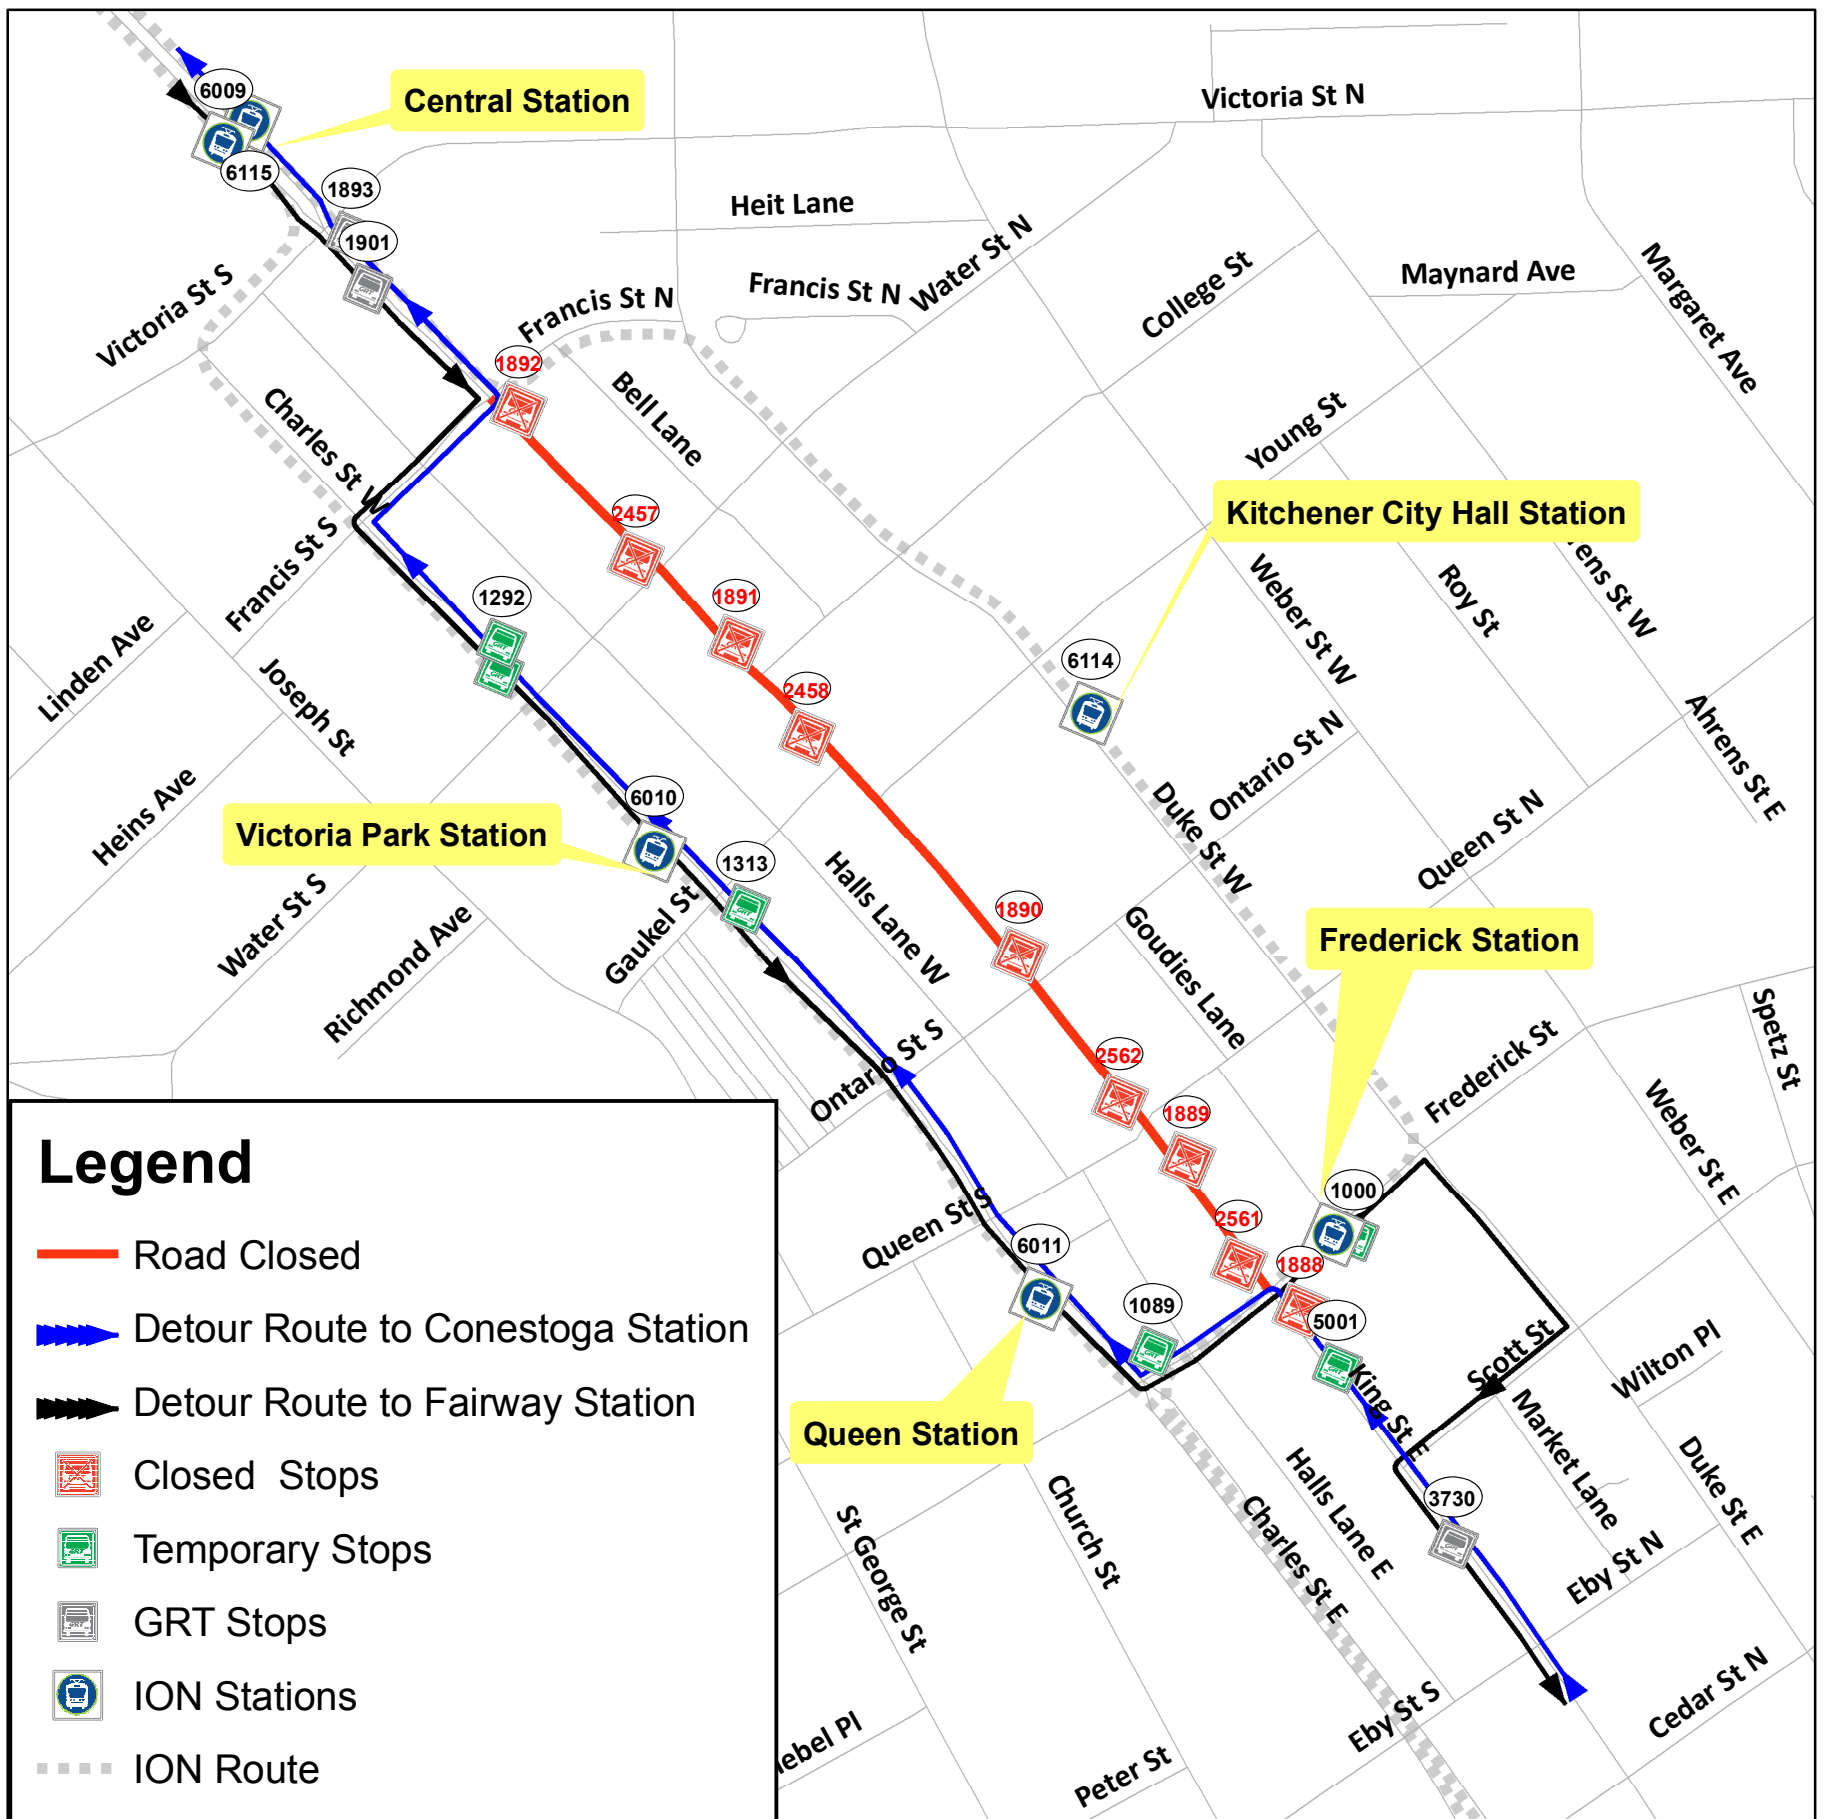 Victoria St N
6009
Central Station
6115
1893
Heit Lane
1901
Water St N
College St
Maynard Ave
Margaret Ave
Victoria St S
Francis St N
Francis St N
1892
Bell Lane
Charles St W
Young St
2457
Kitchener City Hall Station
Francis St S
1891
1292
Weber St W
Roy St
rens St W
Linden Ave
Joseph St
2458
6114
Ahrens St E
Ontario St N
Duke St W
Queen St N
Heins Ave
6010
Victoria Park Station
1313
Halls Lane W
Water St S
Richmond Ave
Gaukel St
1890
Goudies Lane
Frederick Station
Spetz St
Ontario St S
2562
Frederick St
1889
Weber St E
Queen St S
1000
2561
6011
1888
1089
5001
Scott St
Wilton Pl
King St E
Queen Station
Market Lane
Duke St E
3730
Halls Lane E
Church St
Charles St E
St George St
Eby St N
Eby St S
Cedar St N
iebel Pl
Peter St
Legend
Road Closed
Detour Route to Conestoga Station
Detour Route to Fairway Station
Closed Stops
Temporary Stops
GRT Stops
ION Stations
ION Route